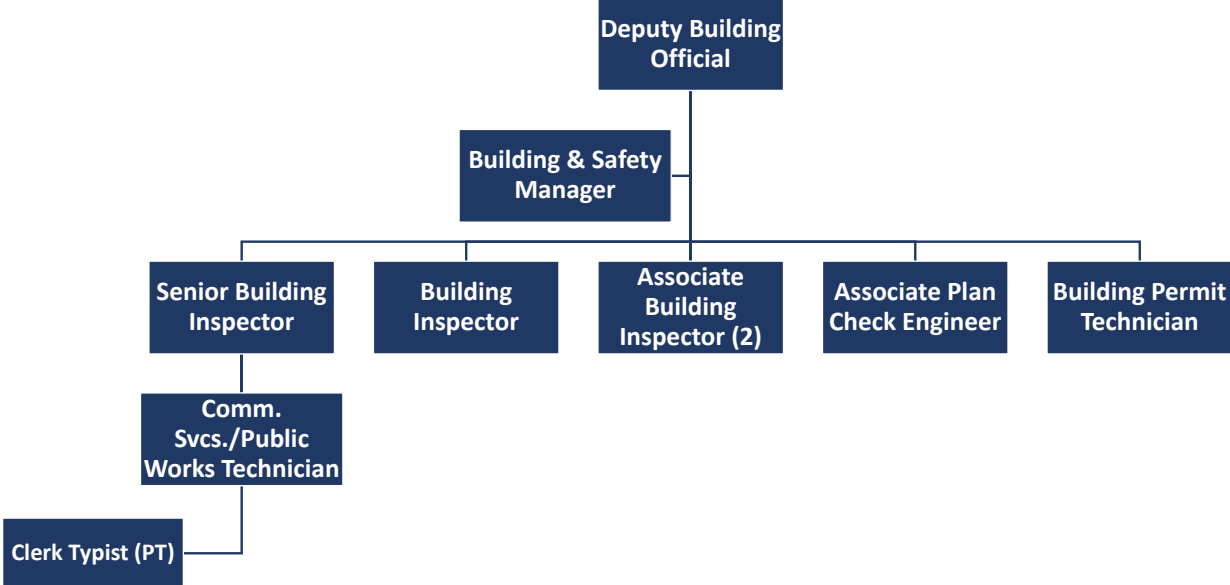 Deputy Building
Official
Building & Safety
Manager
Senior Building
Inspector
Building
Inspector
Associate
Building
Inspector (2)
Associate Plan
Check Engineer
Building Permit
Technician
Comm.
Svcs./Public
Works Technician
Clerk Typist (PT)